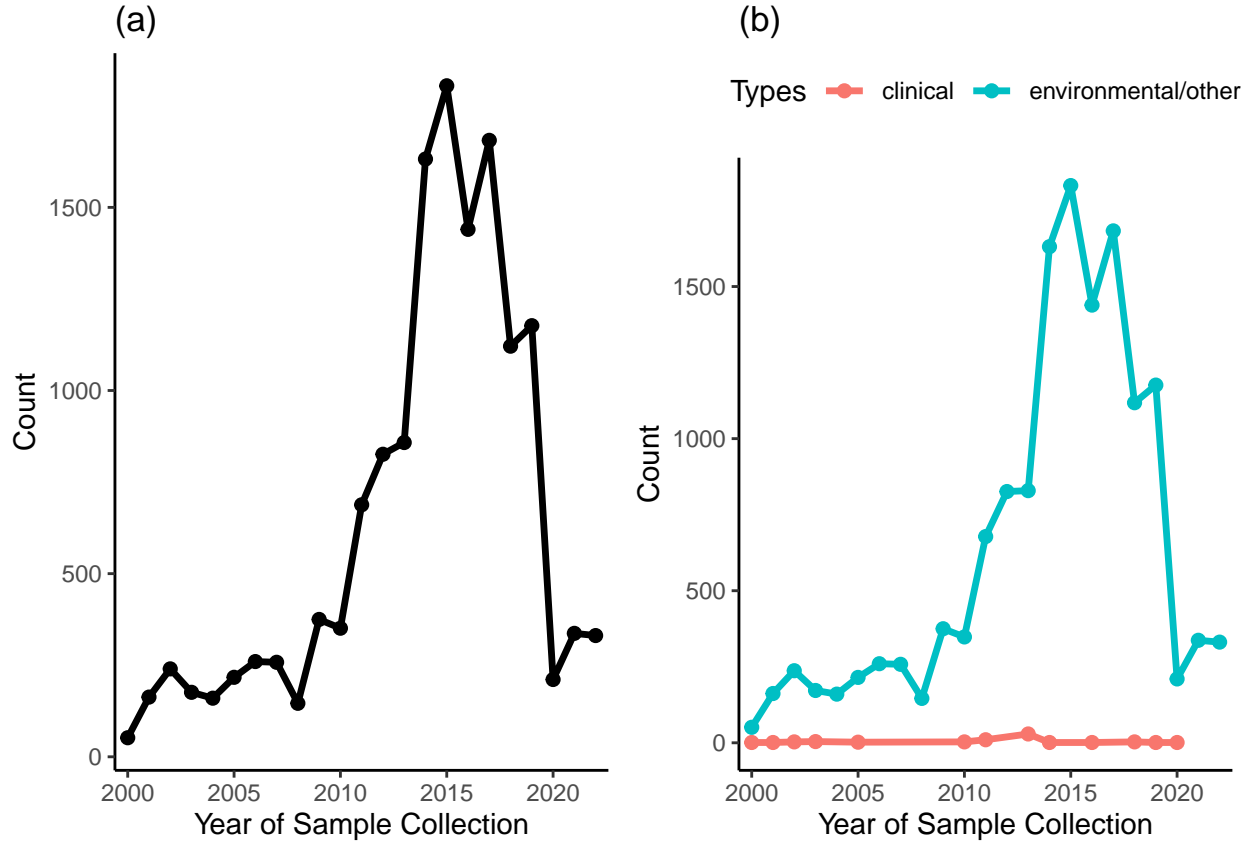 (a)
Count
1500
1000
500
0
2000 2005 2010 2015 2020
Year of Sample Collection
(b)
Types clinical environmental/other
Count
1500
1000
500
0
2000 2005 2010 2015 2020
Year of Sample Collection